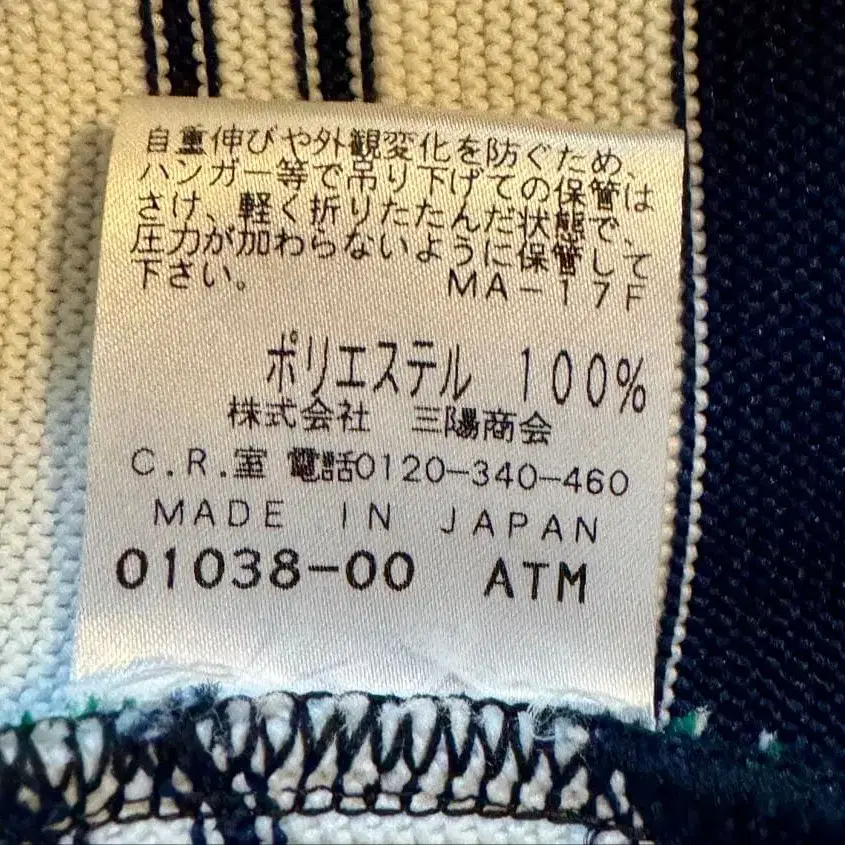 自重伸びや外観変化を防ぐため、
ハンガー等で吊り下げての保管は
さけ、軽く折りたたんだ状態で、
圧力が加わらないように保管して
下さい。 MA-17F
ポリエステル 100%
株式会社 三陽商会
C.R.室 電話0120-340-460
MADE IN JAPAN
01038-00 ATM